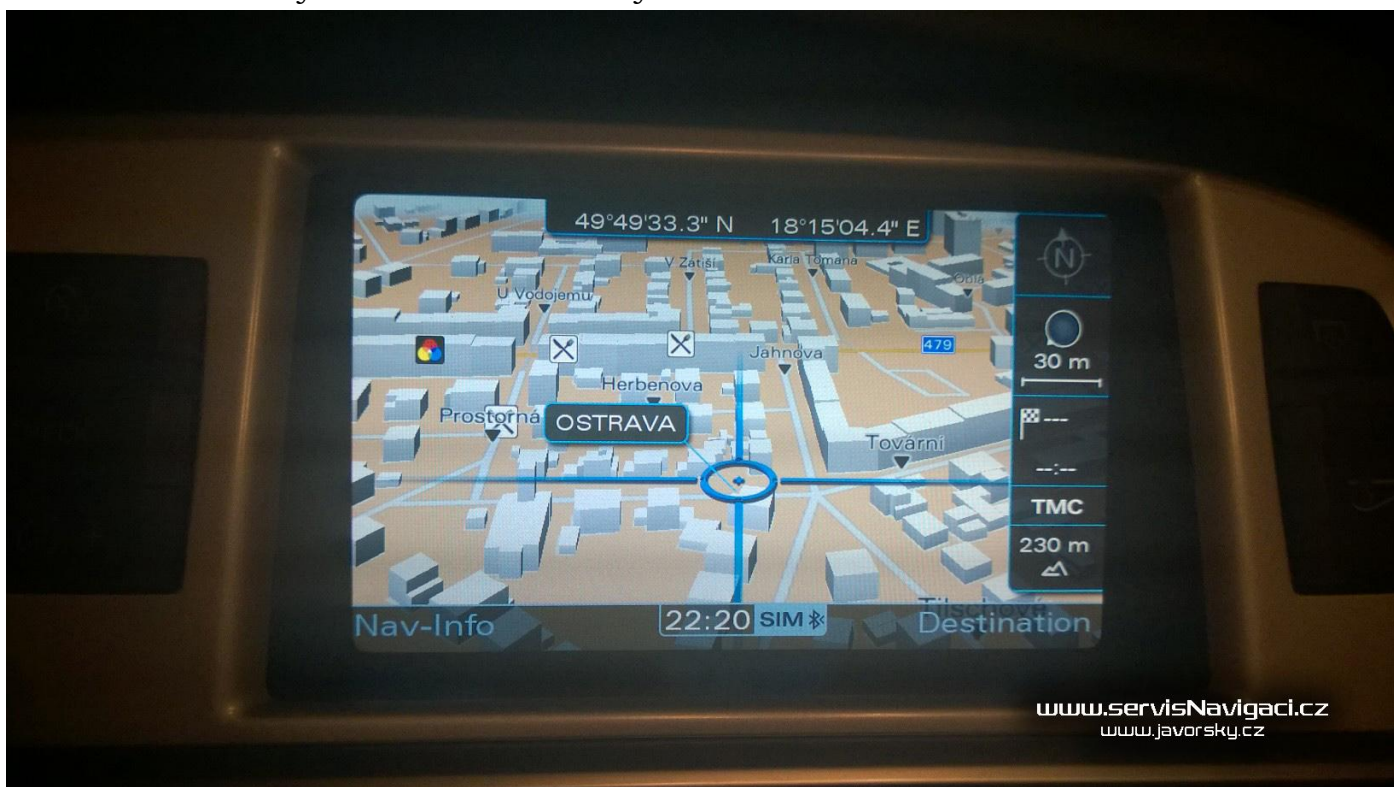 49°49'33.3" N 18°15'04.4" E
N
V Zátiší
Karla Tomana
U Vodojemu
479
30 m
Jahnova
Herbenova
Prostorná
OSTRAVA
Tovární
---
--:--
TMC
230 m
Tilschové
Nav-Info
22:20 SIM
Destination
www.servisNavigaci.cz
www.javorsky.cz